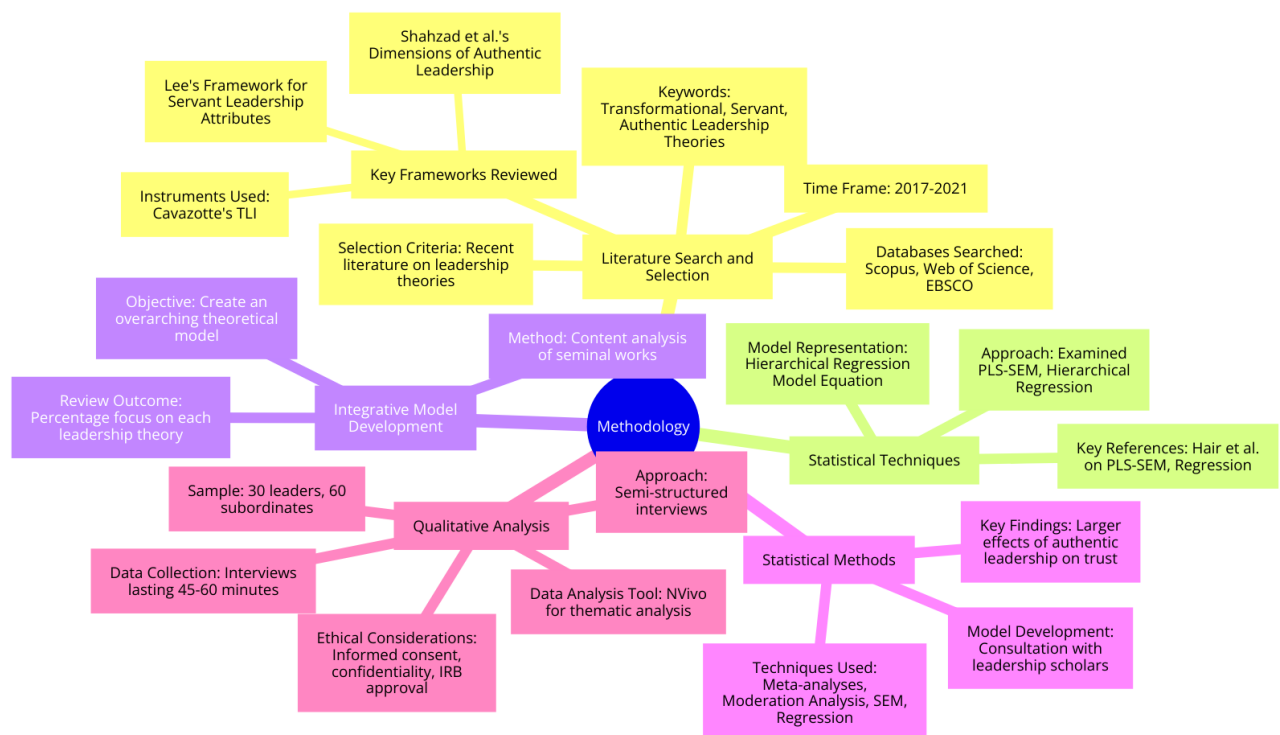 Shahzad et al.'s
Dimensions of Authentic
Leadership
Lee's Framework for
Servant Leadership
Attributes
Keywords:
Transformational, Servant,
Authentic Leadership
Theories
Key Frameworks Reviewed
Time Frame: 2017-2021
Instruments Used:
Cavazotte's TLI
Selection Criteria: Recent
literature on leadership
theories
Literature Search and
Selection
Databases Searched:
Scopus, Web of Science,
EBSCO
Objective: Create an
overarching theoretical
model
Method: Content analysis
of seminal works
Model Representation:
Hierarchical Regression
Model Equation
Approach: Examined
PLS-SEM, Hierarchical
Regression
Review Outcome:
Percentage focus on each
leadership theory
Integrative Model
Development
Methodology
Statistical Techniques
Key References: Hair et al.
on PLS-SEM, Regression
Sample: 30 leaders, 60
subordinates
Qualitative Analysis
Approach:
Semi-structured
interviews
Data Collection: Interviews
lasting 45-60 minutes
Data Analysis Tool: NVivo
for thematic analysis
Ethical Considerations:
Informed consent,
confidentiality, IRB
approval
Statistical Methods
Key Findings: Larger
effects of authentic
leadership on trust
Model Development:
Consultation with
leadership scholars
Techniques Used:
Meta-analyses,
Moderation Analysis, SEM,
Regression